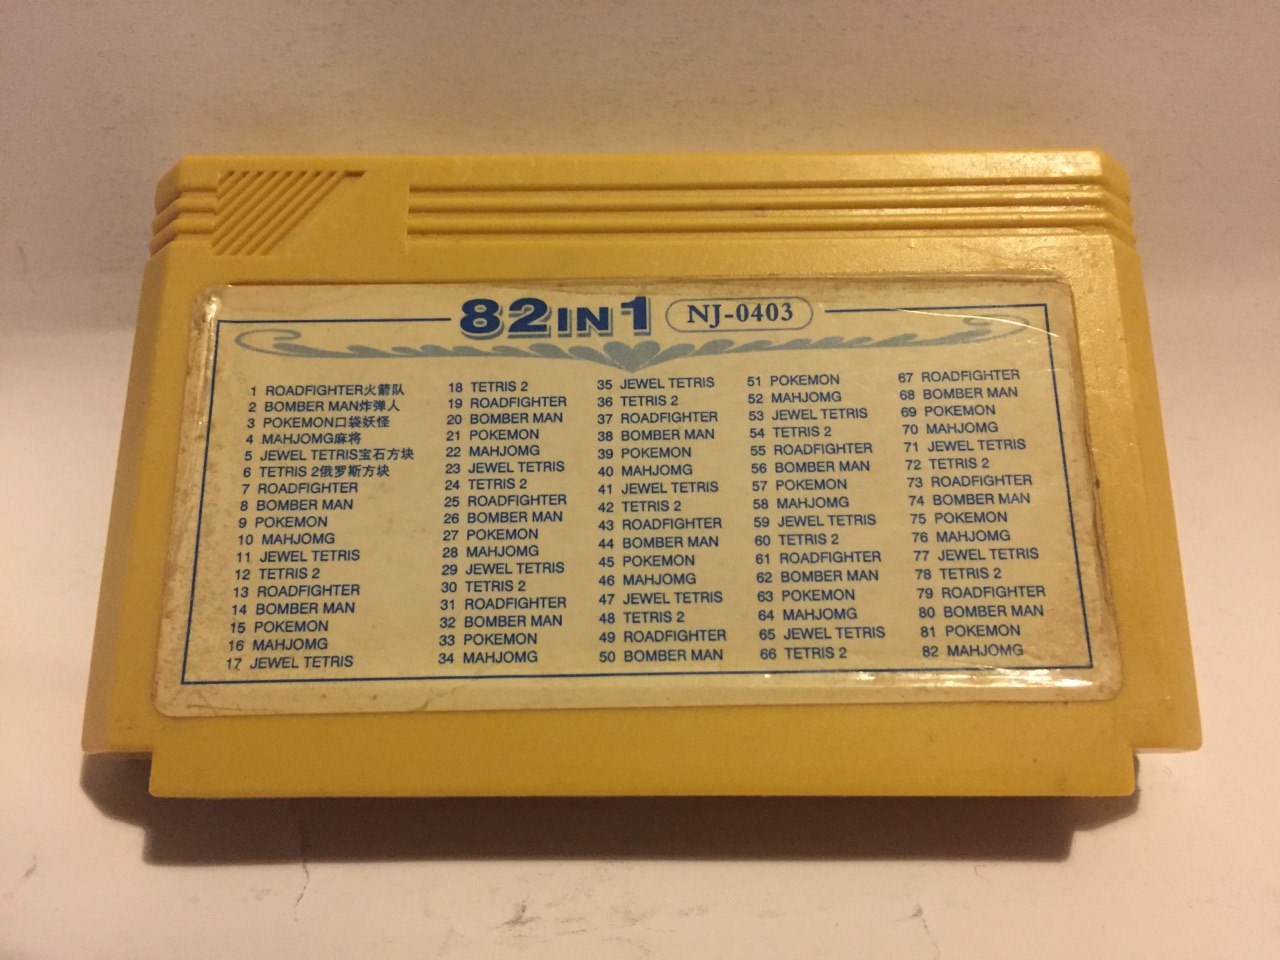 82IN1 NJ-0403
1 ROADFIGHTER火箭队
2 BOMBER MAN炸弹人
3 POKEMON口袋妖怪
4 MAHJOMG麻将
5 JEWEL TETRIS宝石方块
6 TETRIS 2俄罗斯方块
7 ROADFIGHTER
8 BOMBER MAN
9 POKEMON
10 MAHJOMG
11 JEWEL TETRIS
12 TETRIS 2
13 ROADFIGHTER
14 BOMBER MAN
15 POKEMON
16 MAHJOMG
17 JEWEL TETRIS
18 TETRIS 2
19 ROADFIGHTER
20 BOMBER MAN
21 POKEMON
22 MAHJOMG
23 JEWEL TETRIS
24 TETRIS 2
25 ROADFIGHTER
26 BOMBER MAN
27 POKEMON
28 MAHJOMG
29 JEWEL TETRIS
30 TETRIS 2
31 ROADFIGHTER
32 BOMBER MAN
33 POKEMON
34 MAHJOMG
35 JEWEL TETRIS
36 TETRIS 2
37 ROADFIGHTER
38 BOMBER MAN
39 POKEMON
40 MAHJOMG
41 JEWEL TETRIS
42 TETRIS 2
43 ROADFIGHTER
44 BOMBER MAN
45 POKEMON
46 MAHJOMG
47 JEWEL TETRIS
48 TETRIS 2
49 ROADFIGHTER
50 BOMBER MAN
51 POKEMON
52 MAHJOMG
53 JEWEL TETRIS
54 TETRIS 2
55 ROADFIGHTER
56 BOMBER MAN
57 POKEMON
58 MAHJOMG
59 JEWEL TETRIS
60 TETRIS 2
61 ROADFIGHTER
62 BOMBER MAN
63 POKEMON
64 MAHJOMG
65 JEWEL TETRIS
66 TETRIS 2
67 ROADFIGHTER
68 BOMBER MAN
69 POKEMON
70 MAHJOMG
71 JEWEL TETRIS
72 TETRIS 2
73 ROADFIGHTER
74 BOMBER MAN
75 POKEMON
76 MAHJOMG
77 JEWEL TETRIS
78 TETRIS 2
79 ROADFIGHTER
80 BOMBER MAN
81 POKEMON
82 MAHJOMG